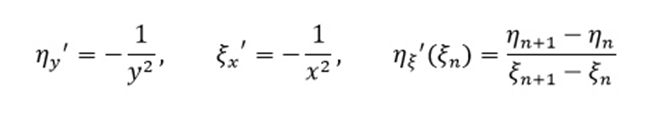 η_y′ = −1/y², ξ_x′ = −1/x², η_ξ′(ξ_n) = (η_{n+1} − η_n)/(ξ_{n+1} − ξ_n)